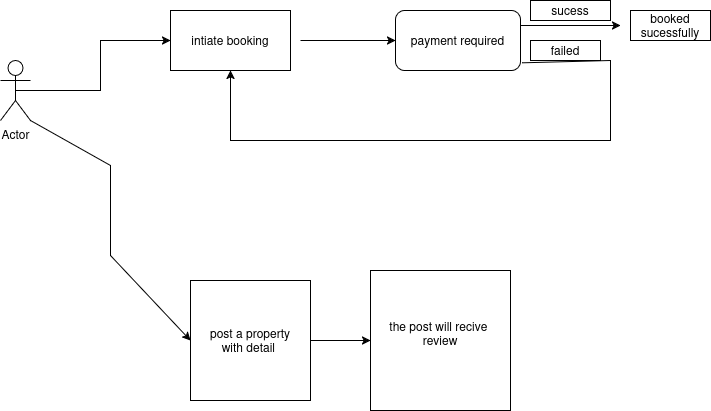 sucess
booked
sucessfully
intiate booking
payment required
failed
Actor
post a property
with detail
the post will recive
review